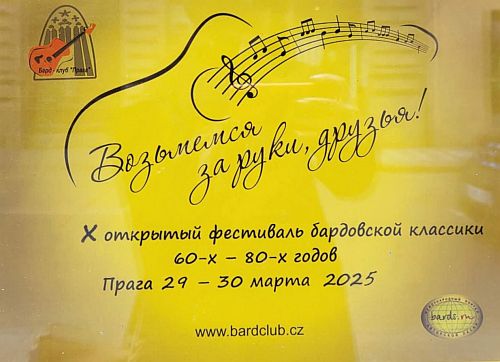 Бард - клуб "Прага"
Возьмемся
за руки, друзья!
X открытый фестиваль бардовской классики
60-х – 80-х годов
Прага 29 – 30 марта 2025
www.bardclub.cz
bards.ru